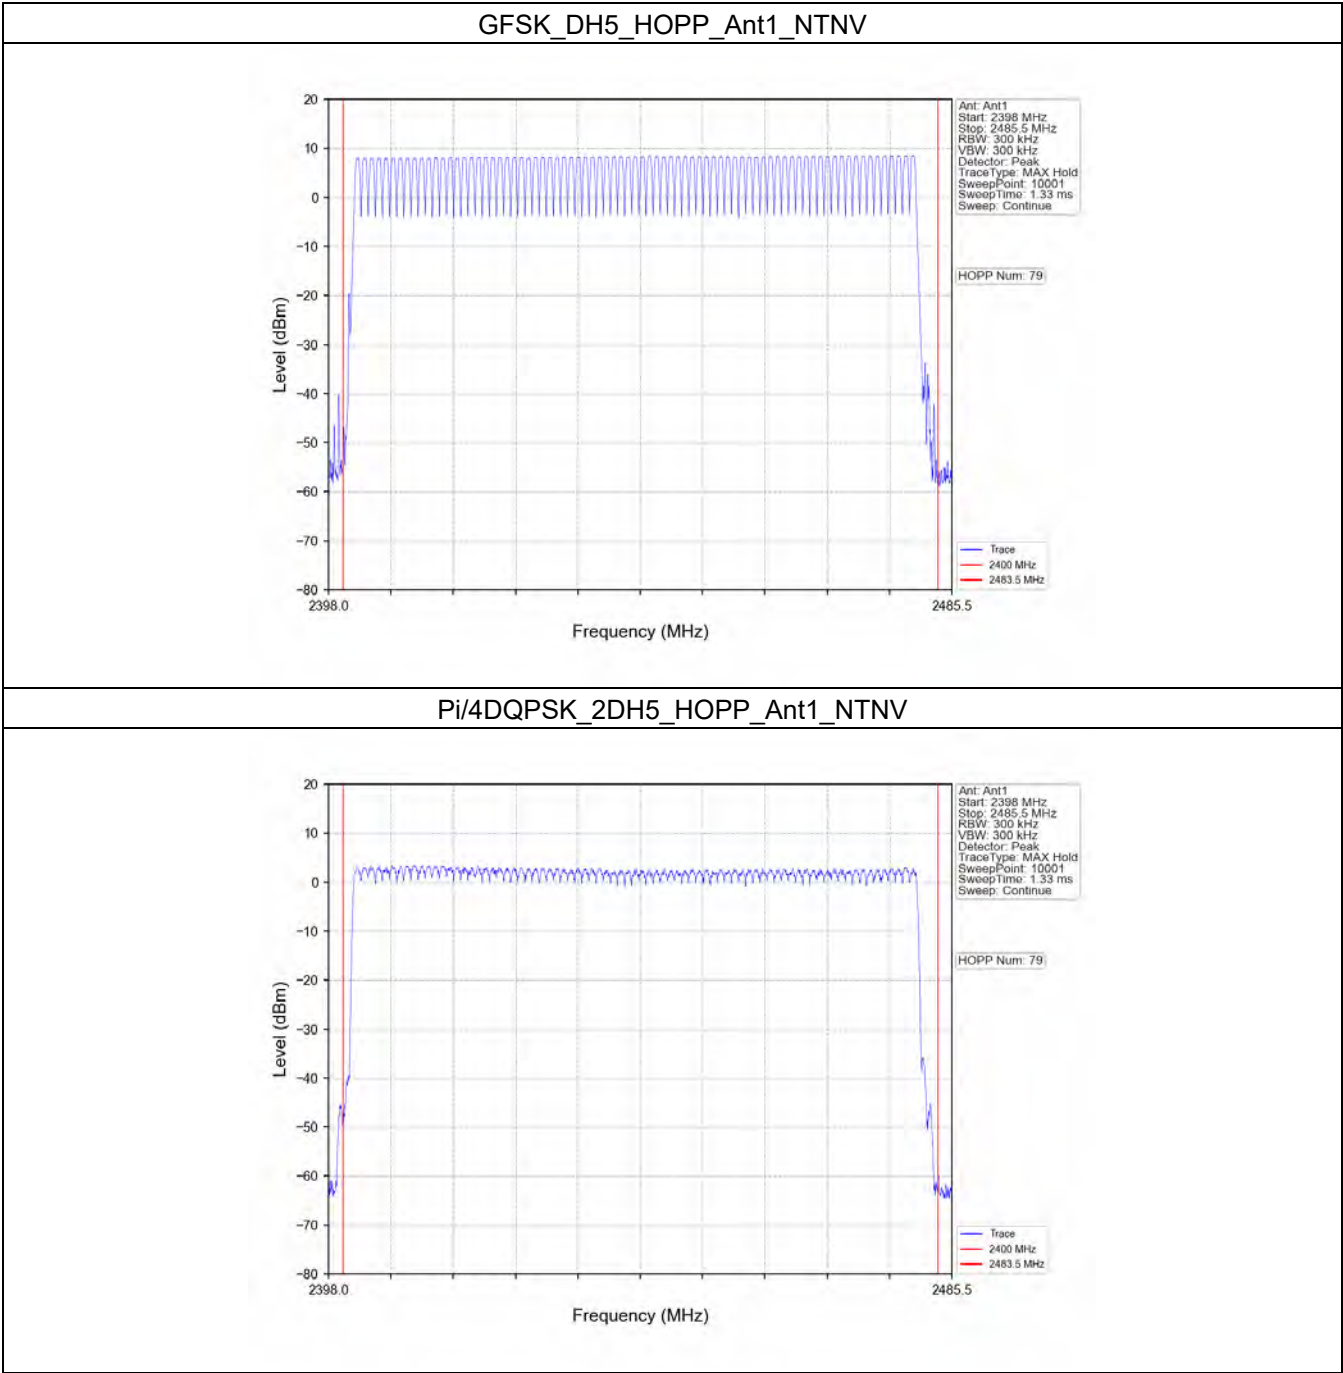 GFSK_DH5_HOPP_Ant1_NTNV
20
10
0
−10
−20
−30
−40
−50
−60
−70
−80
Level (dBm)
2398.0
2485.5
Frequency (MHz)
Ant: Ant1
Start: 2398 MHz
Stop: 2485.5 MHz
RBW: 300 kHz
VBW: 300 kHz
Detector: Peak
TraceType: MAX Hold
SweepPoint: 10001
SweepTime: 1.33 ms
Sweep: Continue
HOPP Num: 79
Trace
2400 MHz
2483.5 MHz
Pi/4DQPSK_2DH5_HOPP_Ant1_NTNV
20
10
0
−10
−20
−30
−40
−50
−60
−70
−80
Level (dBm)
2398.0
2485.5
Frequency (MHz)
Ant: Ant1
Start: 2398 MHz
Stop: 2485.5 MHz
RBW: 300 kHz
VBW: 300 kHz
Detector: Peak
TraceType: MAX Hold
SweepPoint: 10001
SweepTime: 1.33 ms
Sweep: Continue
HOPP Num: 79
Trace
2400 MHz
2483.5 MHz